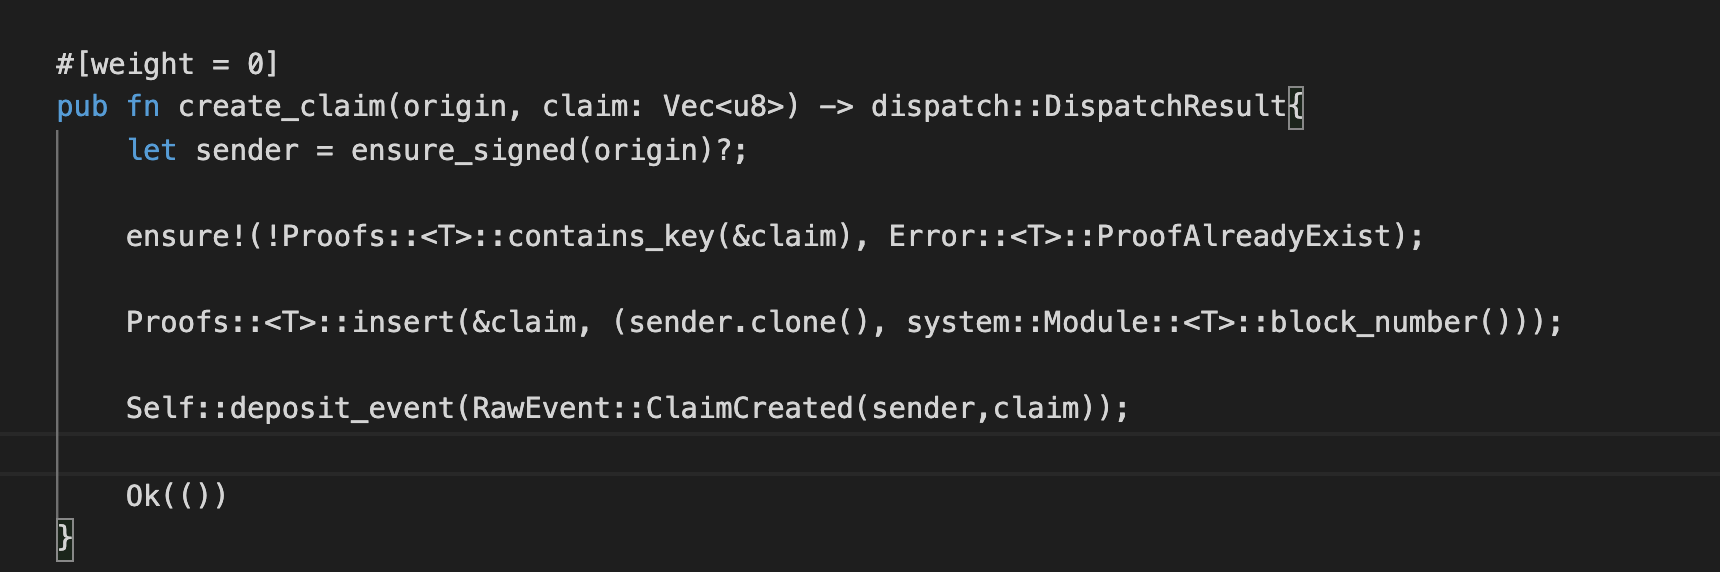 #[weight = 0]
pub fn create_claim(origin, claim: Vec<u8>) -> dispatch::DispatchResult{
let sender = ensure_signed(origin)?;
ensure!(!Proofs::<T>::contains_key(&claim), Error::<T>::ProofAlreadyExist);
Proofs::<T>::insert(&claim, (sender.clone(), system::Module::<T>::block_number()));
Self::deposit_event(RawEvent::ClaimCreated(sender,claim));
Ok(())
}